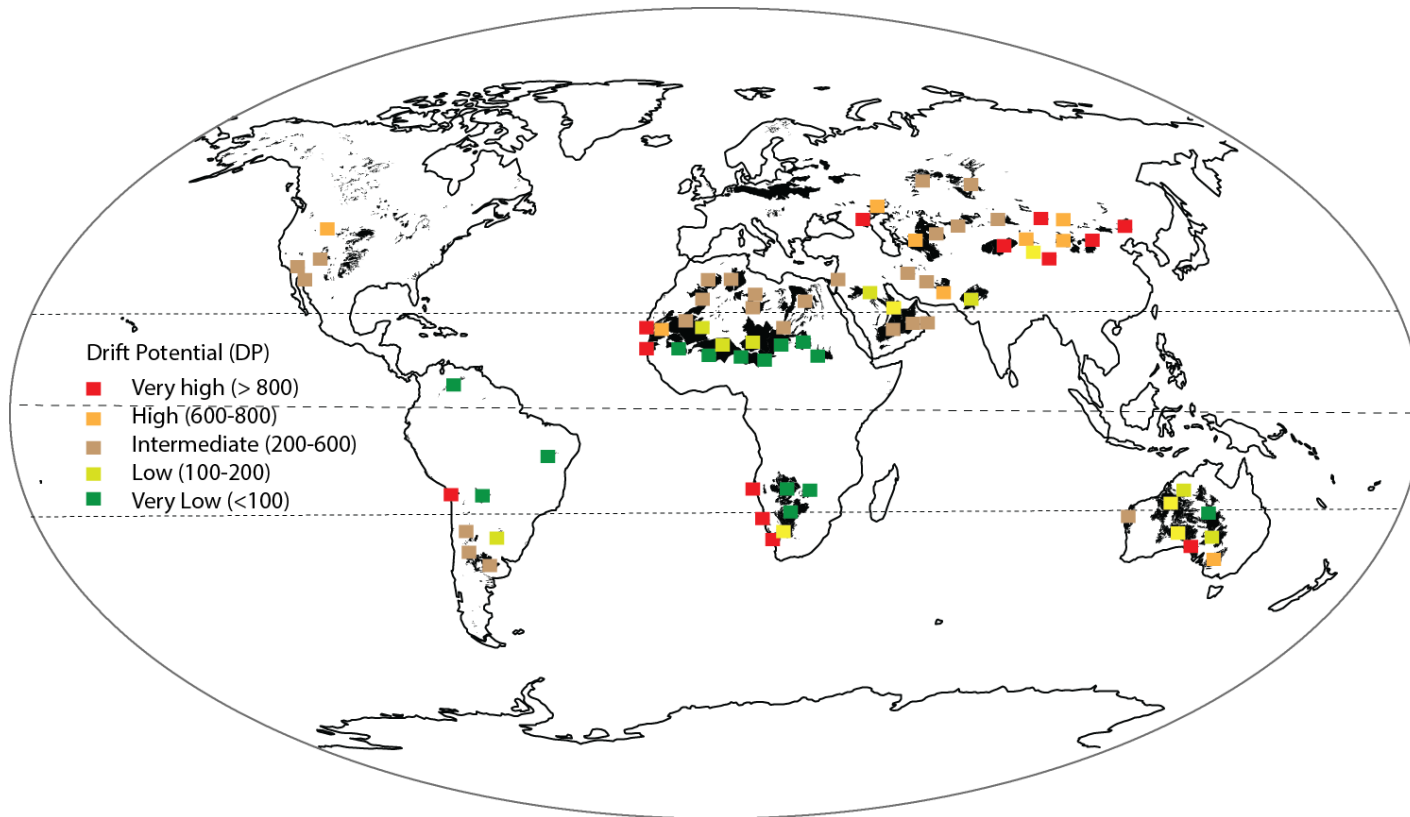 Drift Potential (DP)
Very high (> 800)
High (600-800)
Intermediate (200-600)
Low (100-200)
Very Low (<100)